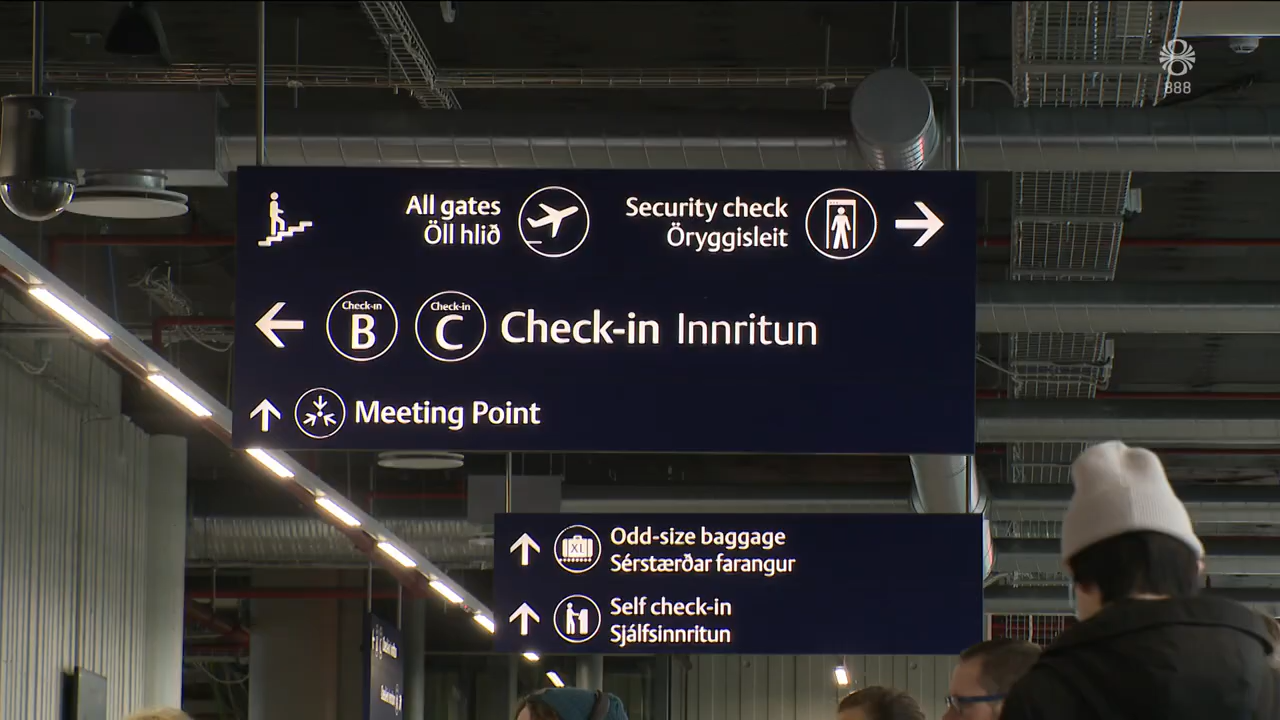 888
All gates
Öll hlið
Security check
Öryggisleit
Check-in
B
Check-in
C
Check-in Innritun
Meeting Point
Odd-size baggage
XL
Sérstærðar farangur
Self check-in
Sjálfsinnritun